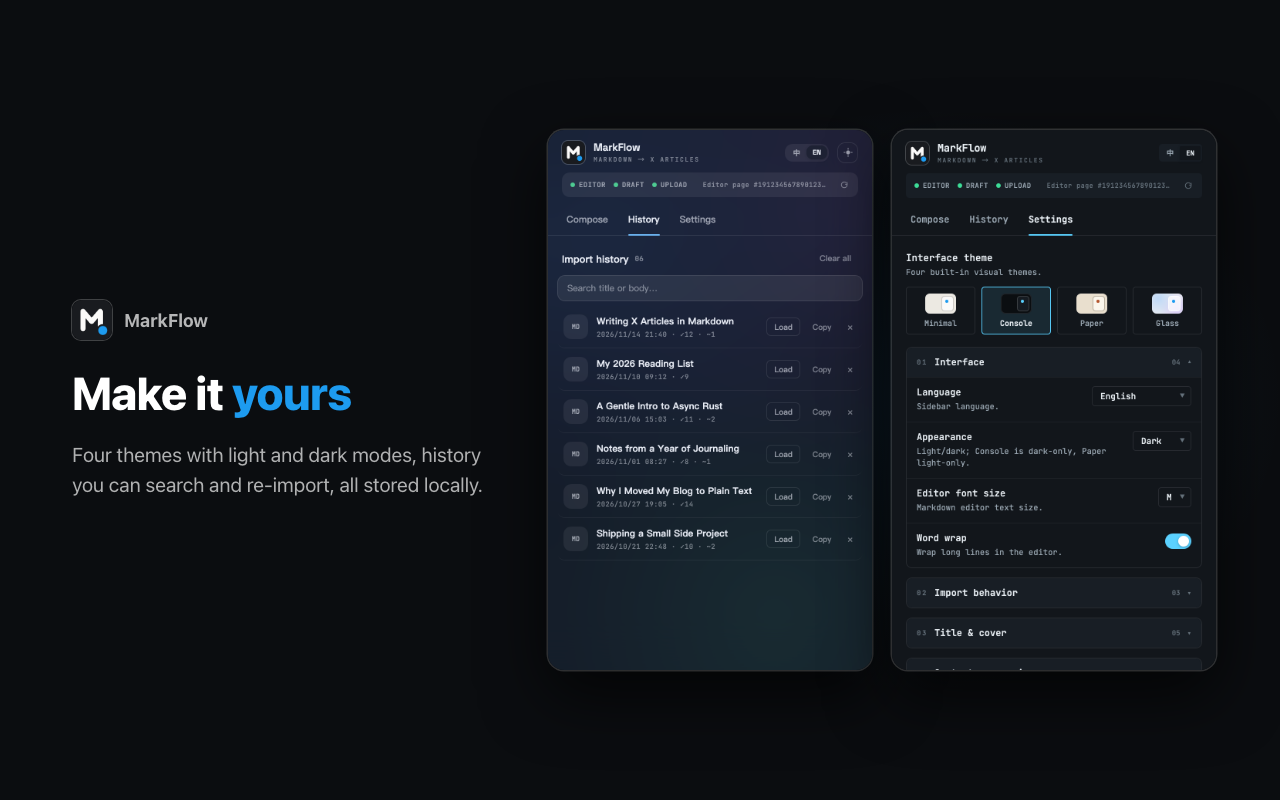 MarkFlow
Make it yours
Four themes with light and dark modes, history
you can search and re-import, all stored locally.
MarkFlow
MARKDOWN → X ARTICLES
中 EN
EDITOR DRAFT UPLOAD Editor page #191234567890123…
Compose History Settings
Import history 06 Clear all
Search title or body...
MD Writing X Articles in Markdown Load Copy ×
2026/11/14 21:40 · ✓12 · −1
MD My 2026 Reading List Load Copy ×
2026/11/10 09:12 · ✓9
MD A Gentle Intro to Async Rust Load Copy ×
2026/11/06 15:03 · ✓11 · −2
MD Notes from a Year of Journaling Load Copy ×
2026/11/01 08:27 · ✓8 · −1
MD Why I Moved My Blog to Plain Text Load Copy ×
2026/10/27 19:05 · ✓14
MD Shipping a Small Side Project Load Copy ×
2026/10/21 22:48 · ✓10 · −2
MarkFlow
MARKDOWN → X ARTICLES
中 EN
EDITOR DRAFT UPLOAD Editor page #191234567890123…
Compose History Settings
Interface theme
Four built-in visual themes.
Minimal Console Paper Glass
01 Interface 04
Language English
Sidebar language.
Appearance Dark
Light/dark; Console is dark-only, Paper
light-only.
Editor font size M
Markdown editor text size.
Word wrap
Wrap long lines in the editor.
02 Import behavior 03
03 Title & cover 05